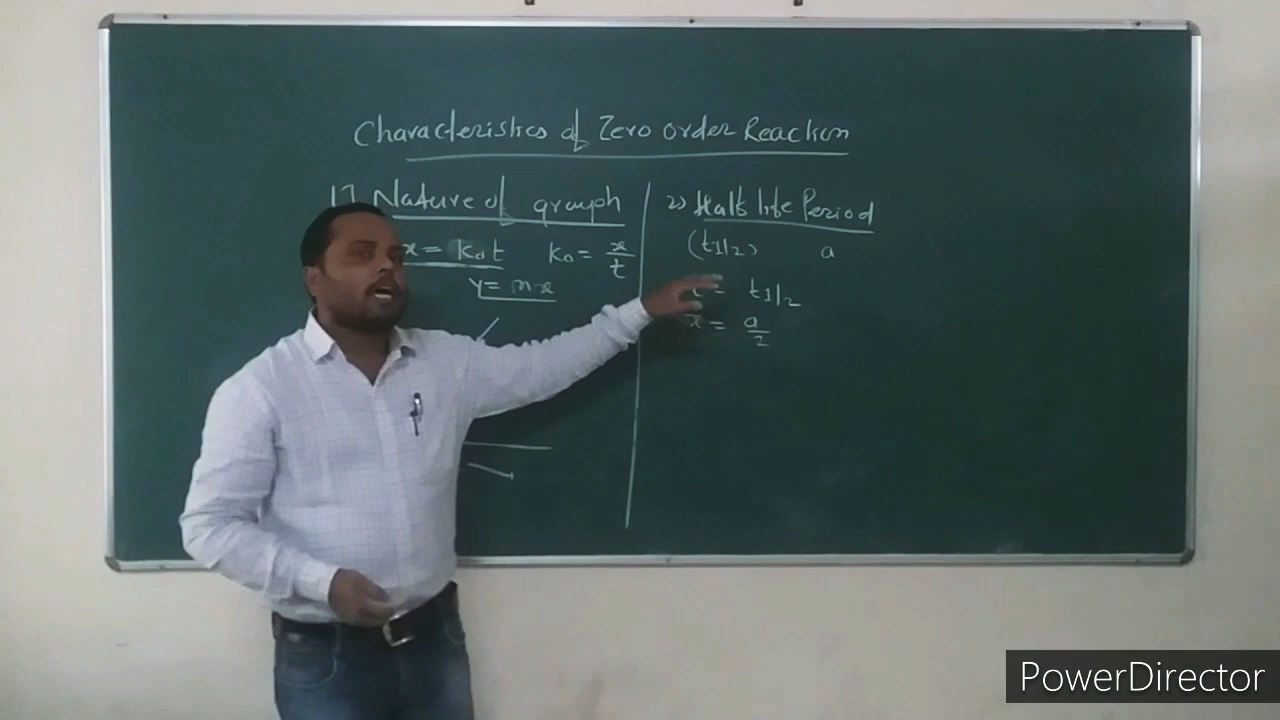 Characteristics of Zero order Reaction
1] Nature of graph
x = k₀t k₀ = x/t
y = mx
2) Half life Period
(t1/2) a
t = t1/2
x = a/2
PowerDirector